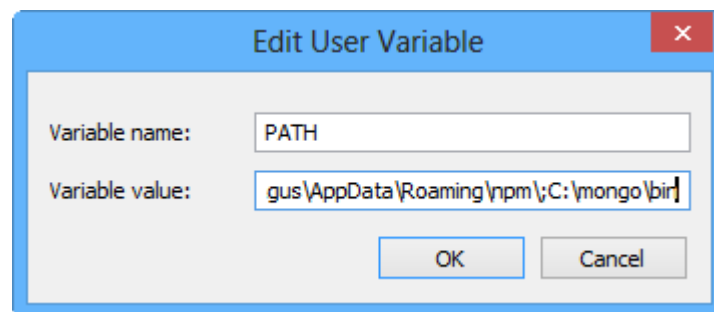 Edit User Variable
Variable name: PATH
Variable value: gus\AppData\Roaming\npm\;C:\mongo\bin
OK Cancel